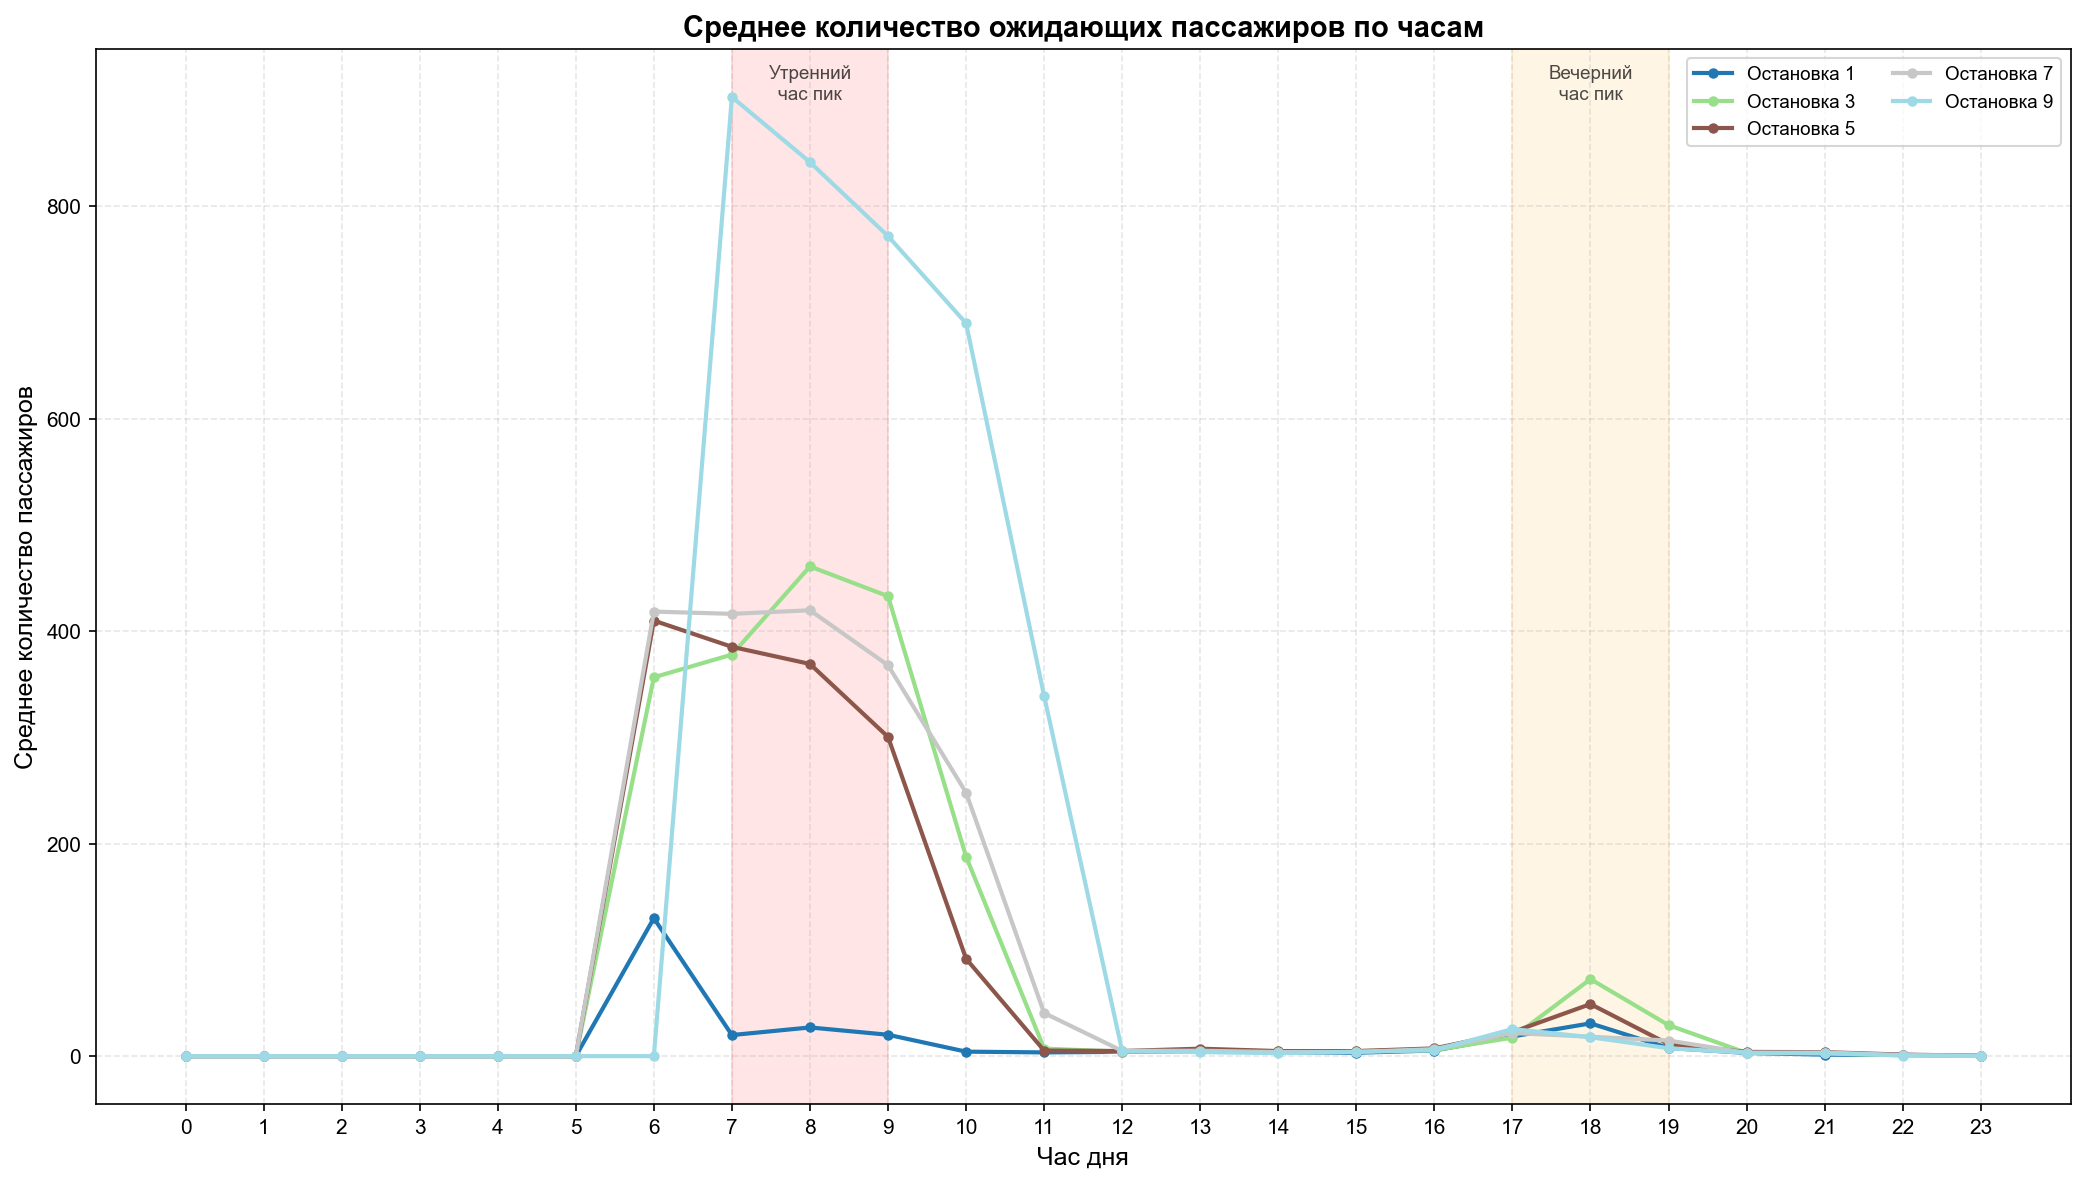 Среднее количество ожидающих пассажиров по часам
Утренний
час пик
Вечерний
час пик
Остановка 1
Остановка 3
Остановка 5
Остановка 7
Остановка 9
Среднее количество пассажиров
800
600
400
200
0
0 1 2 3 4 5 6 7 8 9 10 11 12 13 14 15 16 17 18 19 20 21 22 23
Час дня